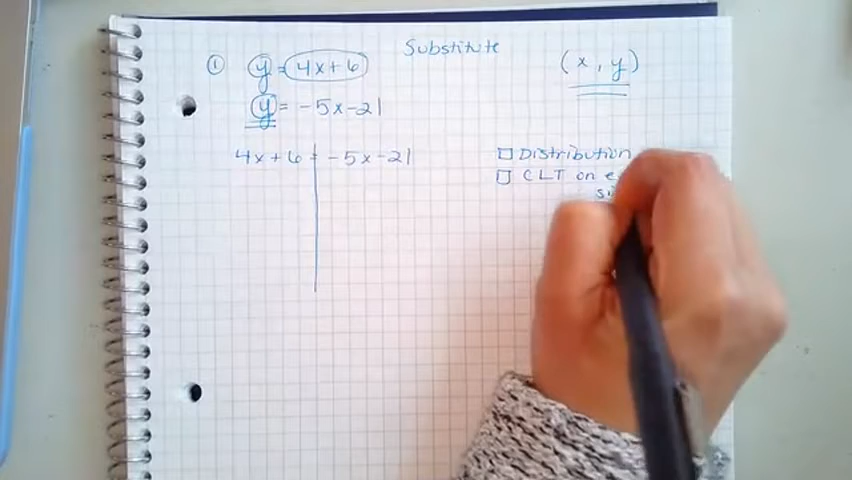 Substitute
① y = 4x + 6
(x, y)
y = -5x - 21
4x + 6 = -5x - 21
□ Distribution
□ CLT on